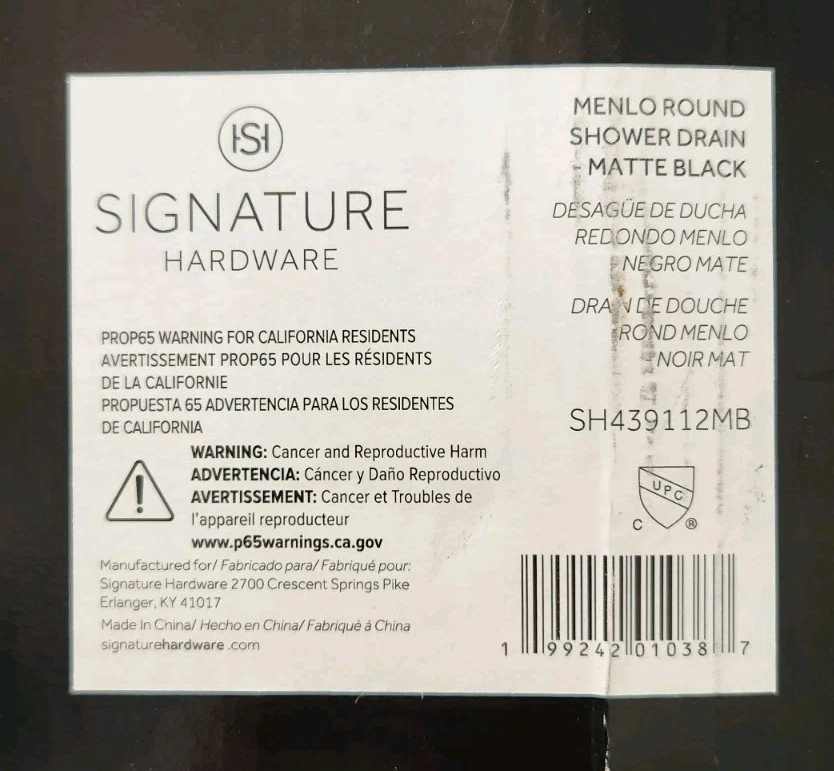 SH
SIGNATURE
HARDWARE
PROP65 WARNING FOR CALIFORNIA RESIDENTS
AVERTISSEMENT PROP65 POUR LES RÉSIDENTS
DE LA CALIFORNIE
PROPUESTA 65 ADVERTENCIA PARA LOS RESIDENTES
DE CALIFORNIA
WARNING: Cancer and Reproductive Harm
ADVERTENCIA: Cáncer y Daño Reproductivo
AVERTISSEMENT: Cancer et Troubles de
l'appareil reproducteur
www.p65warnings.ca.gov
Manufactured for/ Fabricado para/ Fabriqué pour:
Signature Hardware 2700 Crescent Springs Pike
Erlanger, KY 41017
Made In China/ Hecho en China/ Fabriqué á China
signaturehardware.com
MENLO ROUND
SHOWER DRAIN
- MATTE BLACK
DESAGÜE DE DUCHA
REDONDO MENLO
- NEGRO MATE
DRAIN DE DOUCHE
ROND MENLO
- NOIR MAT
SH439112MB
UPC
C ®
1 99242 01038 7